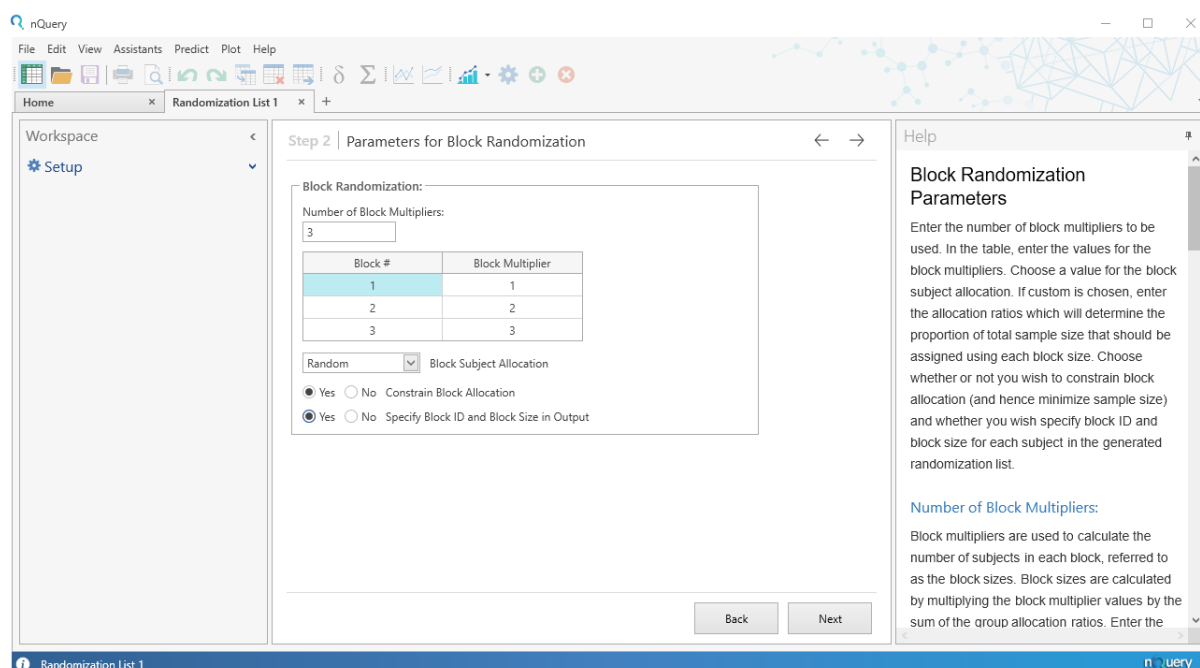 nQuery
File Edit View Assistants Predict Plot Help
Home × Randomization List 1 × +
Workspace
Setup
Step 2 Parameters for Block Randomization
Block Randomization:
Number of Block Multipliers:
3
Block # Block Multiplier
1 1
2 2
3 3
Random Block Subject Allocation
Yes No Constrain Block Allocation
Yes No Specify Block ID and Block Size in Output
Back Next
Help
Block Randomization
Parameters
Enter the number of block multipliers to be
used. In the table, enter the values for the
block multipliers. Choose a value for the block
subject allocation. If custom is chosen, enter
the allocation ratios which will determine the
proportion of total sample size that should be
assigned using each block size. Choose
whether or not you wish to constrain block
allocation (and hence minimize sample size)
and whether you wish specify block ID and
block size for each subject in the generated
randomization list.
Number of Block Multipliers:
Block multipliers are used to calculate the
number of subjects in each block, referred to
as the block sizes. Block sizes are calculated
by multiplying the block multiplier values by the
sum of the group allocation ratios. Enter the
Randomization List 1
nQuery